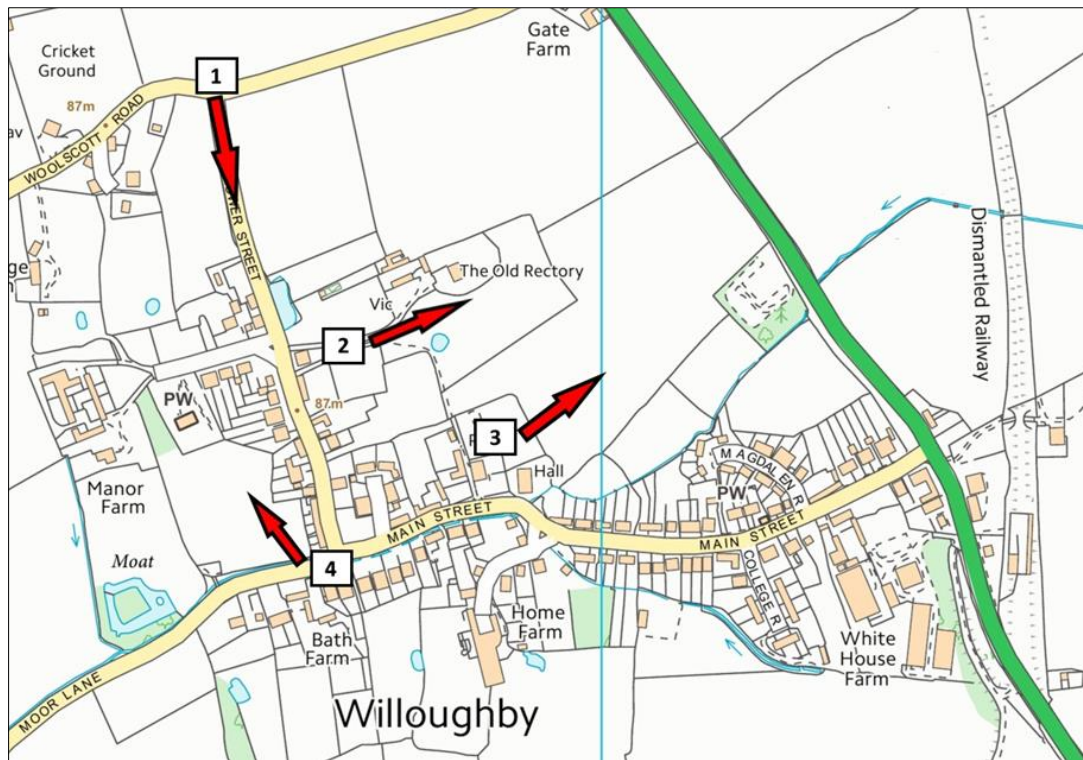 Gate
Farm
Cricket
Ground
1
87m
WOOLSCOTT ROAD
OWER STREET
The Old Rectory
Vic
2
Dismantled Railway
PW
87m
3
Hall
MAGDALEN R
PW
Manor
Farm
MAIN STREET
MAIN STREET
COLLEGE R
Moat
4
Bath
Farm
Home
Farm
White
House
Farm
MOOR LANE
Willoughby